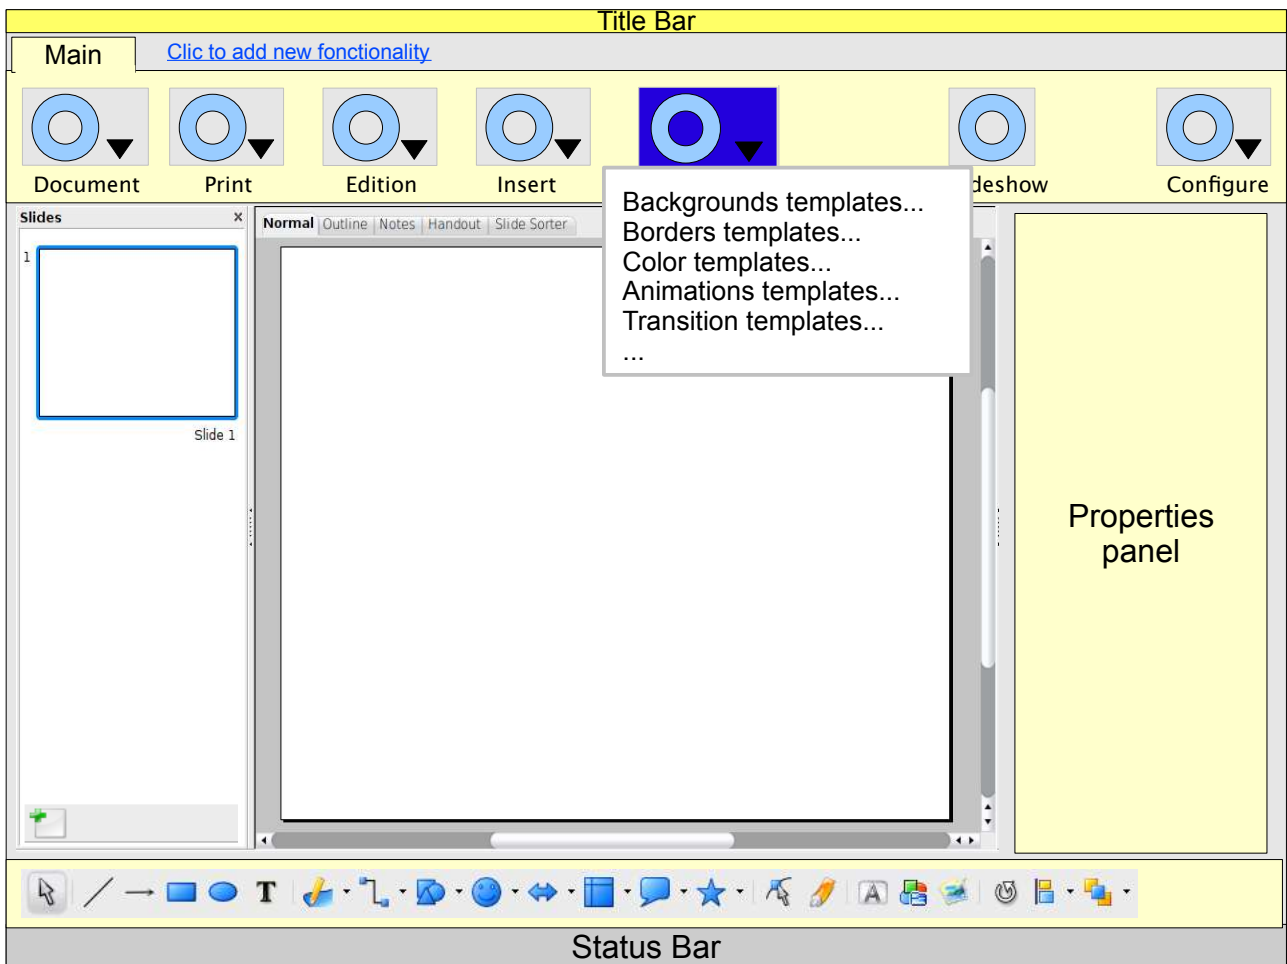 Title Bar
Main
Clic to add new fonctionality
Document
Print
Edition
Insert
deshow
Configure
Backgrounds templates...
Borders templates...
Color templates...
Animations templates...
Transition templates...
...
Slides
Normal
Outline
Notes
Handout
Slide Sorter
1
Slide 1
Properties
panel
T
A
Status Bar